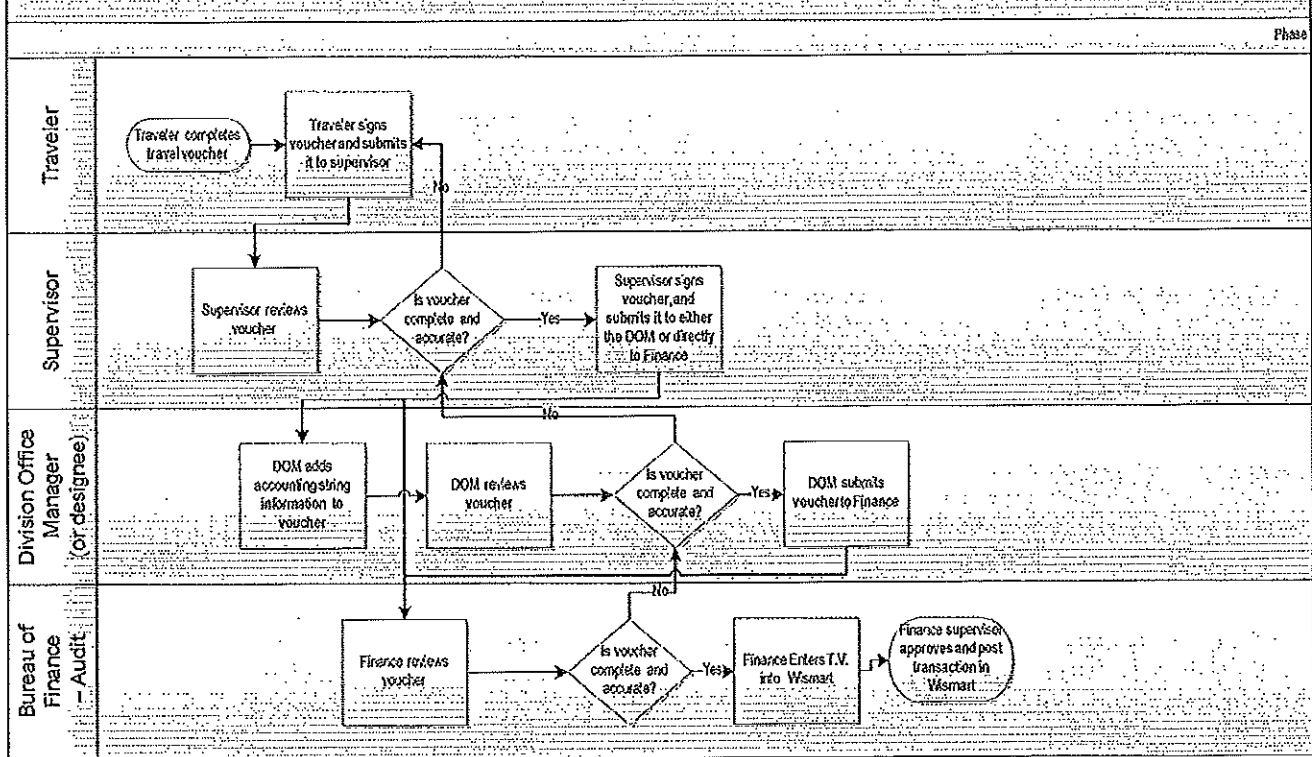 Phase
Traveler
Traveler completes
travel voucher
Traveler signs
voucher and submits
it to supervisor
No
Supervisor
Supervisor reviews
voucher
Is voucher
complete and
accurate?
Yes
Supervisor signs
voucher, and
submits it to either
the DOM or directly
to Finance
No
Division Office
Manager
(or designee)
DOM adds
accounting string
information to
voucher
DOM reviews
voucher
Is voucher
complete and
accurate?
Yes
DOM submits
voucher to Finance
No
Bureau of
Finance
– Audit
Finance reviews
voucher
Is voucher
complete and
accurate?
Yes
Finance Enters T.V.
into Wismart
Finance supervisor
approves and post
transaction in
Wismart